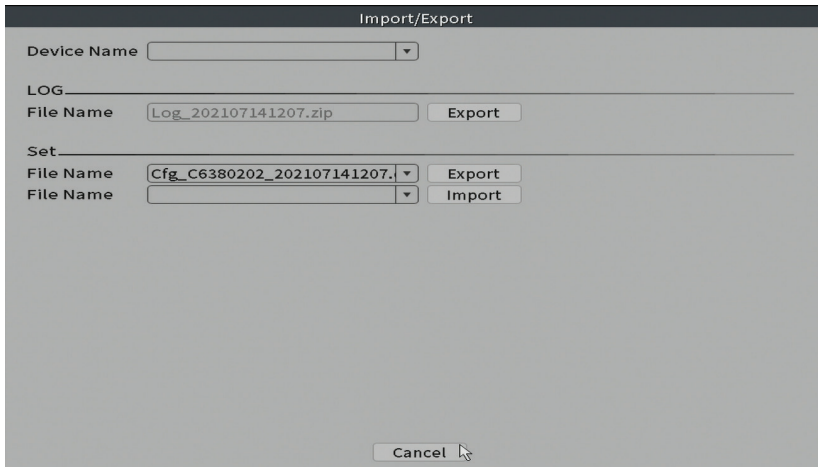 Import/Export
Device Name
LOG
File Name Log_202107141207.zip Export
Set
File Name Cfg_C6380202_202107141207. Export
File Name Import
Cancel